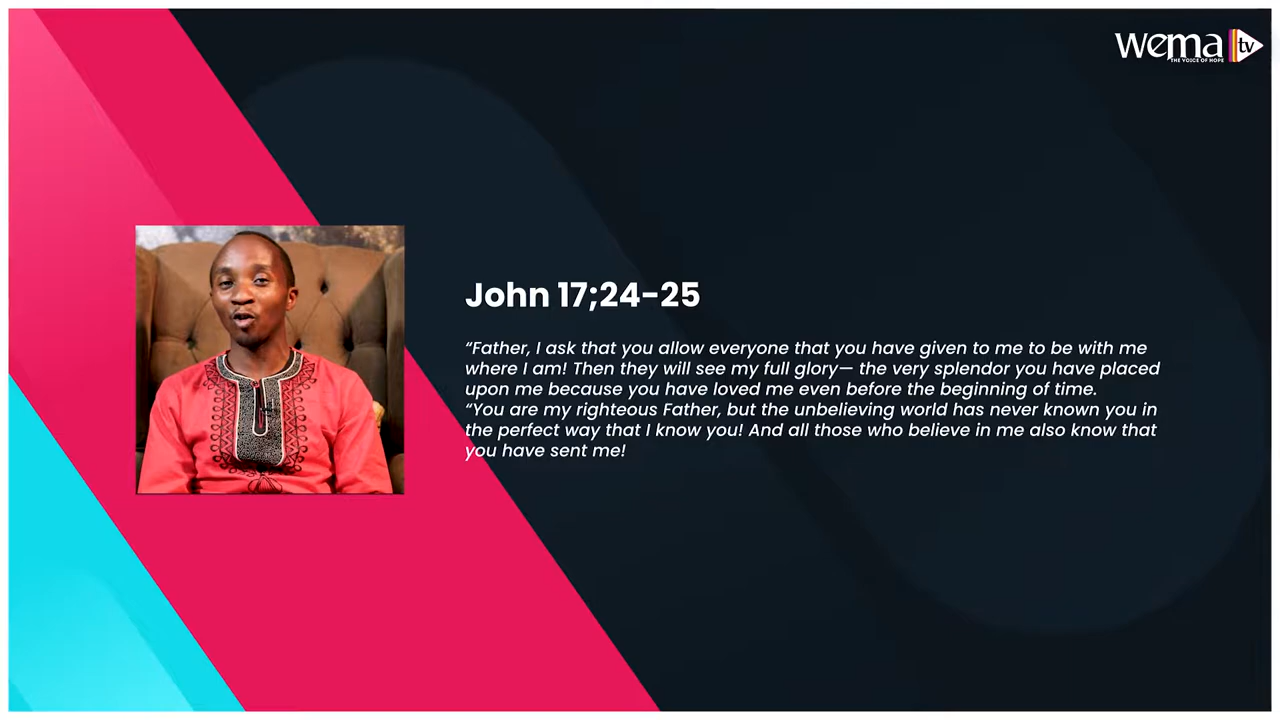 wema tv
THE VOICE OF HOPE
John 17;24-25
“Father, I ask that you allow everyone that you have given to me to be with me
where I am! Then they will see my full glory— the very splendor you have placed
upon me because you have loved me even before the beginning of time.
“You are my righteous Father, but the unbelieving world has never known you in
the perfect way that I know you! And all those who believe in me also know that
you have sent me!